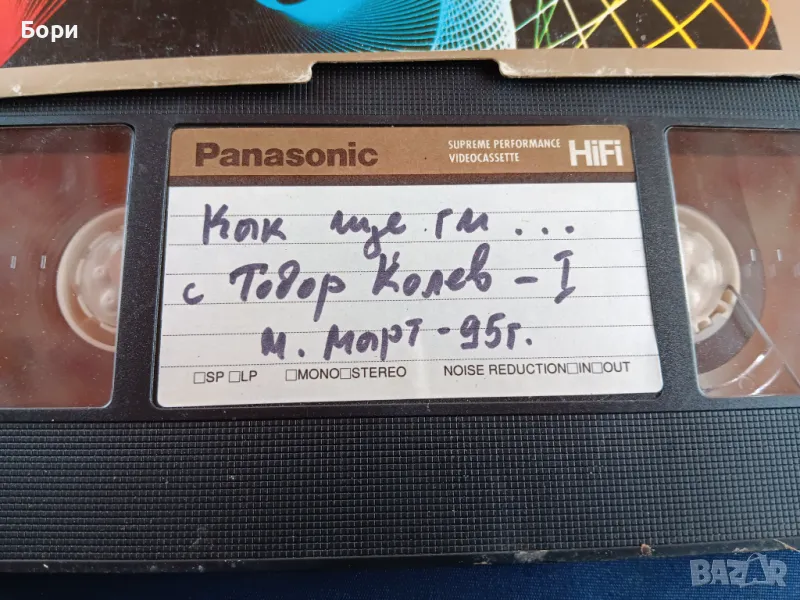 Бори
Panasonic
SUPREME PERFORMANCE
VIDEOCASSETTE
HiFi
Как ще ги ...
с Тодор Колев - I
м. март - 95г.
□SP □LP □MONO□STEREO NOISE REDUCTION□IN□OUT
BAZAR